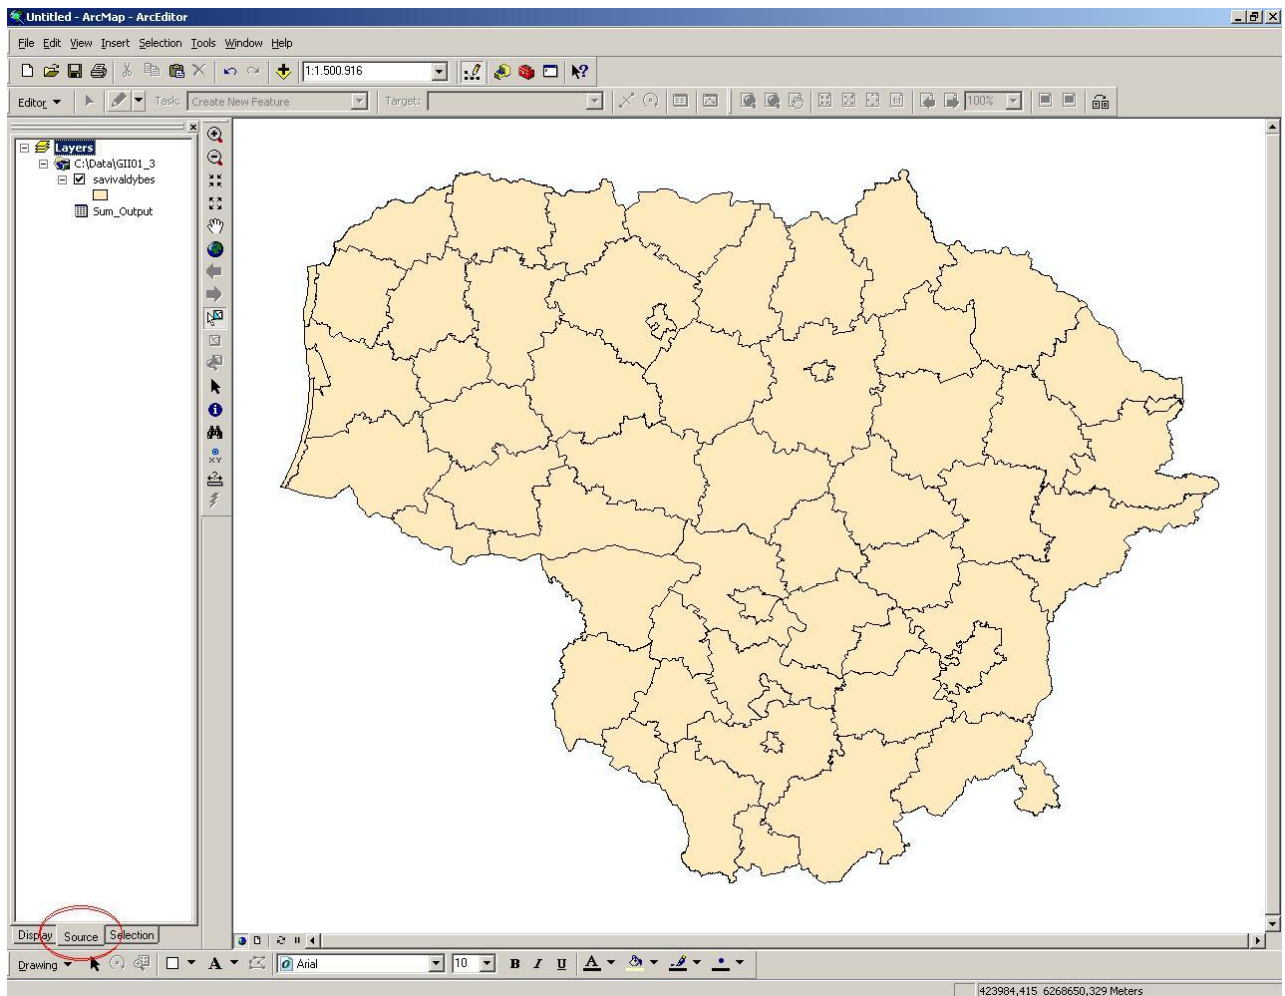 Untitled - ArcMap - ArcEditor
File Edit View Insert Selection Tools Window Help
1:1.500.916
Editor Task: Create New Feature Target: 100%
Layers
C:\Data\GII01_3
savivaldybes
Sum_Output
Display Source Selection
Drawing A Arial 10 B I U A
423984,415 6268650,329 Meters